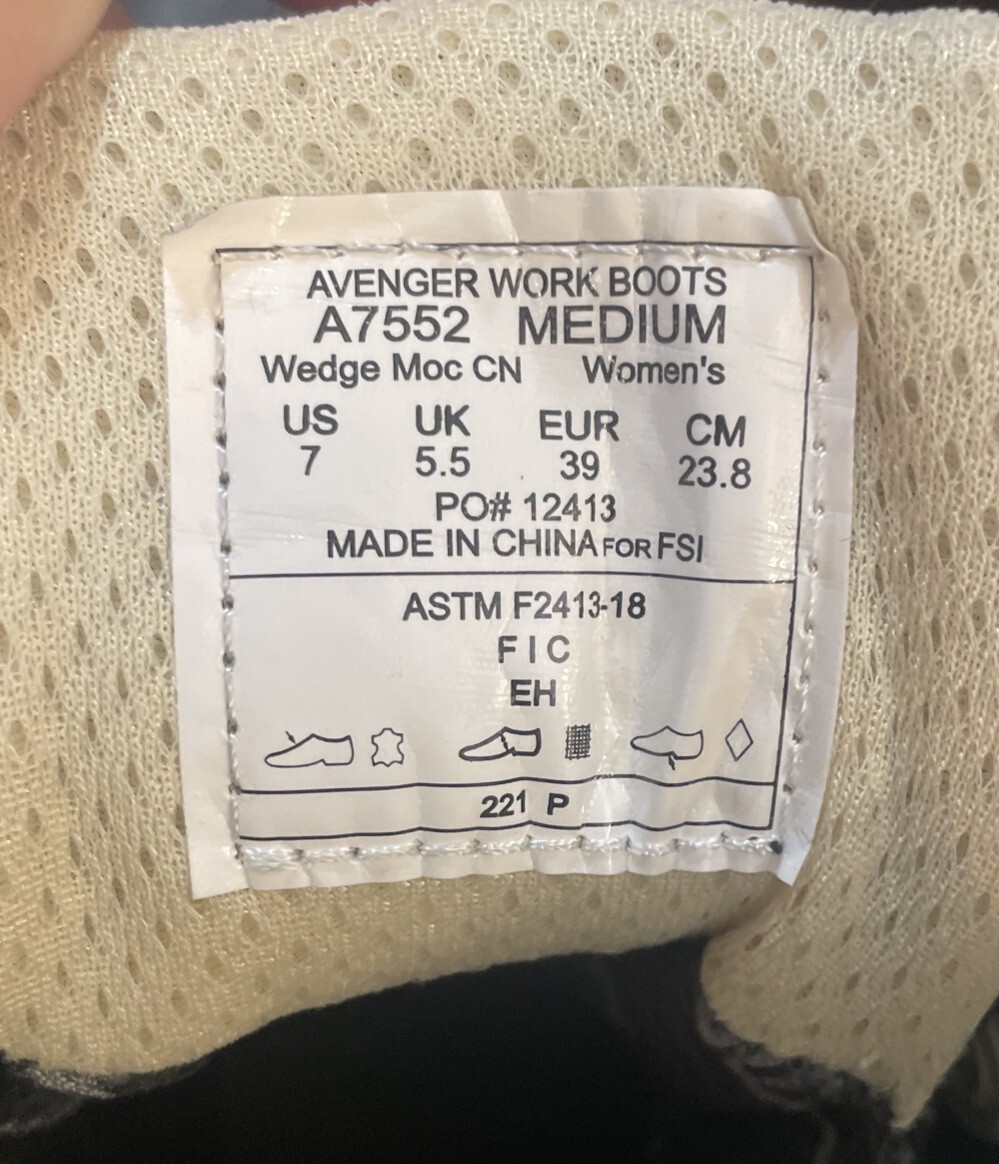 AVENGER WORK BOOTS
A7552 MEDIUM
Wedge Moc CN Women's
US UK EUR CM
7 5.5 39 23.8
PO# 12413
MADE IN CHINA FOR FSI
ASTM F2413-18
F I C
EH
221 P